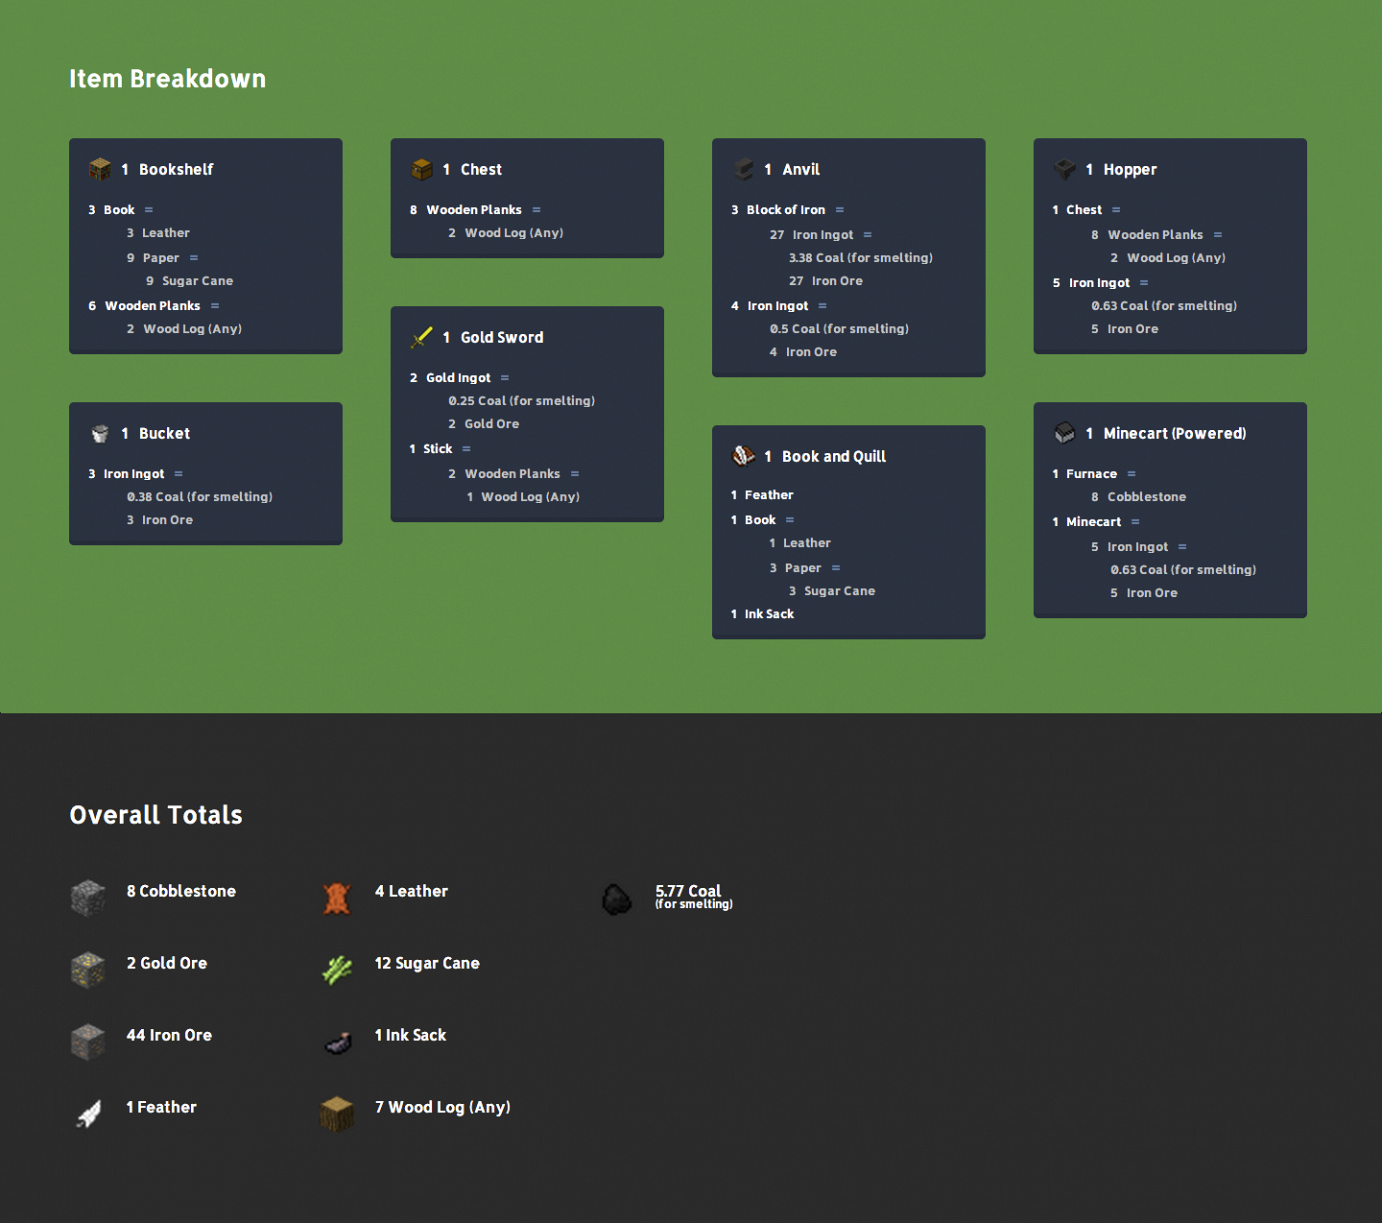 Item Breakdown
1 Bookshelf
3 Book =
3 Leather
9 Paper =
9 Sugar Cane
6 Wooden Planks =
2 Wood Log (Any)
1 Bucket
3 Iron Ingot =
0.38 Coal (for smelting)
3 Iron Ore
1 Chest
8 Wooden Planks =
2 Wood Log (Any)
1 Gold Sword
2 Gold Ingot =
0.25 Coal (for smelting)
2 Gold Ore
1 Stick =
2 Wooden Planks =
1 Wood Log (Any)
1 Anvil
3 Block of Iron =
27 Iron Ingot =
3.38 Coal (for smelting)
27 Iron Ore
4 Iron Ingot =
0.5 Coal (for smelting)
4 Iron Ore
1 Book and Quill
1 Feather
1 Book =
1 Leather
3 Paper =
3 Sugar Cane
1 Ink Sack
1 Hopper
1 Chest =
8 Wooden Planks =
2 Wood Log (Any)
5 Iron Ingot =
0.63 Coal (for smelting)
5 Iron Ore
1 Minecart (Powered)
1 Furnace =
8 Cobblestone
1 Minecart =
5 Iron Ingot =
0.63 Coal (for smelting)
5 Iron Ore
Overall Totals
8 Cobblestone
2 Gold Ore
44 Iron Ore
1 Feather
4 Leather
12 Sugar Cane
1 Ink Sack
7 Wood Log (Any)
5.77 Coal
(for smelting)